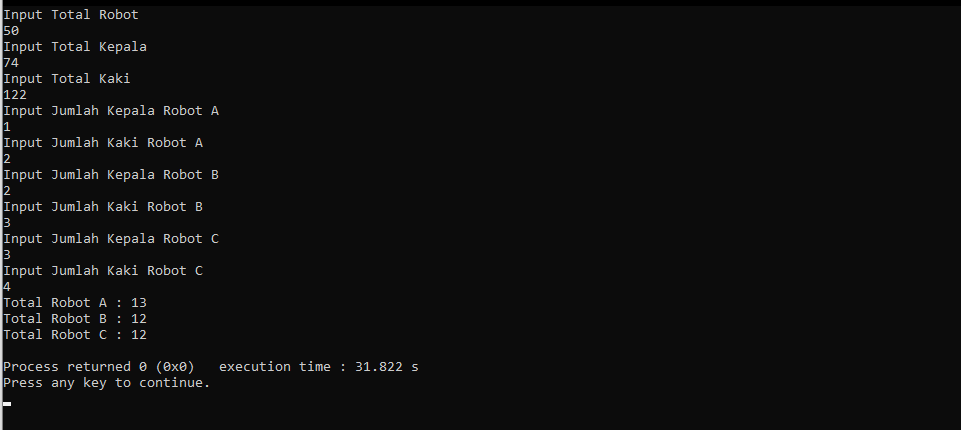 Input Total Robot
50
Input Total Kepala
74
Input Total Kaki
122
Input Jumlah Kepala Robot A
1
Input Jumlah Kaki Robot A
2
Input Jumlah Kepala Robot B
2
Input Jumlah Kaki Robot B
3
Input Jumlah Kepala Robot C
3
Input Jumlah Kaki Robot C
4
Total Robot A : 13
Total Robot B : 12
Total Robot C : 12
Process returned 0 (0x0)   execution time : 31.822 s
Press any key to continue.